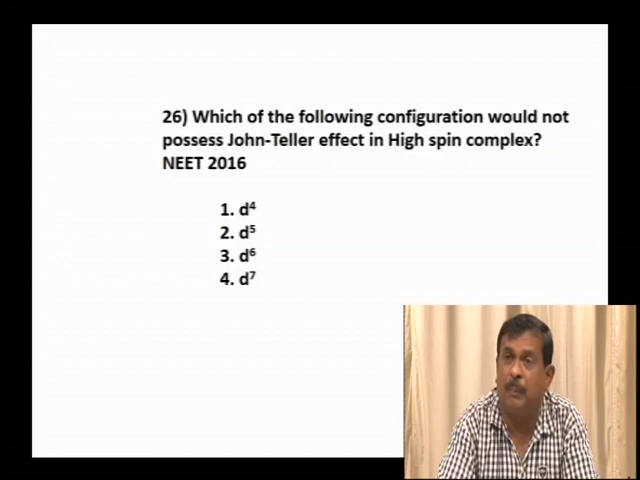 26) Which of the following configuration would not
possess John-Teller effect in High spin complex?
NEET 2016
1. d⁴
2. d⁵
3. d⁶
4. d⁷